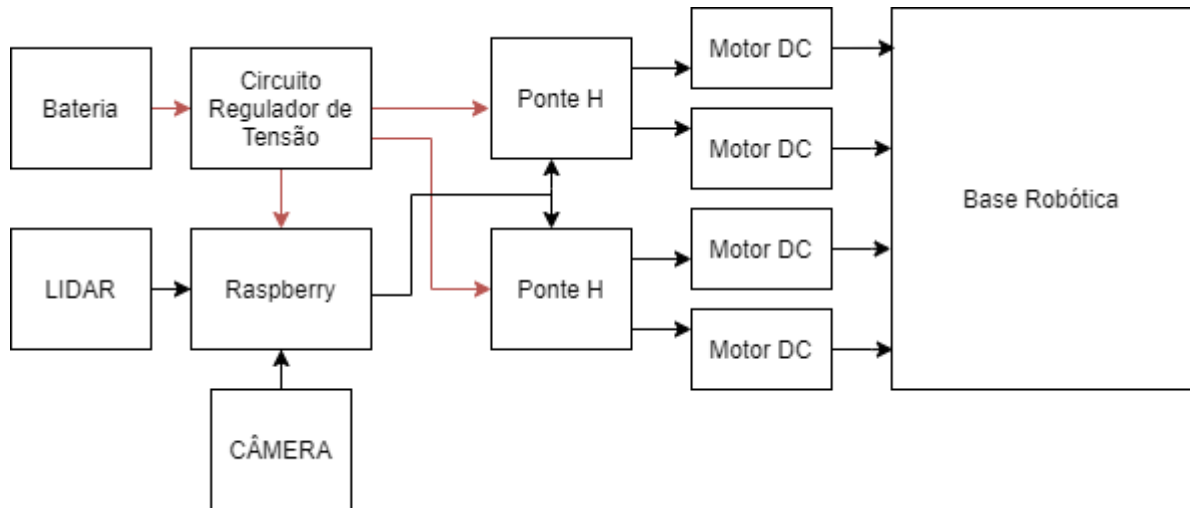 Bateria
Circuito
Regulador de
Tensão
Ponte H
Motor DC
Motor DC
Base Robótica
LIDAR
Raspberry
Ponte H
Motor DC
Motor DC
CÂMERA